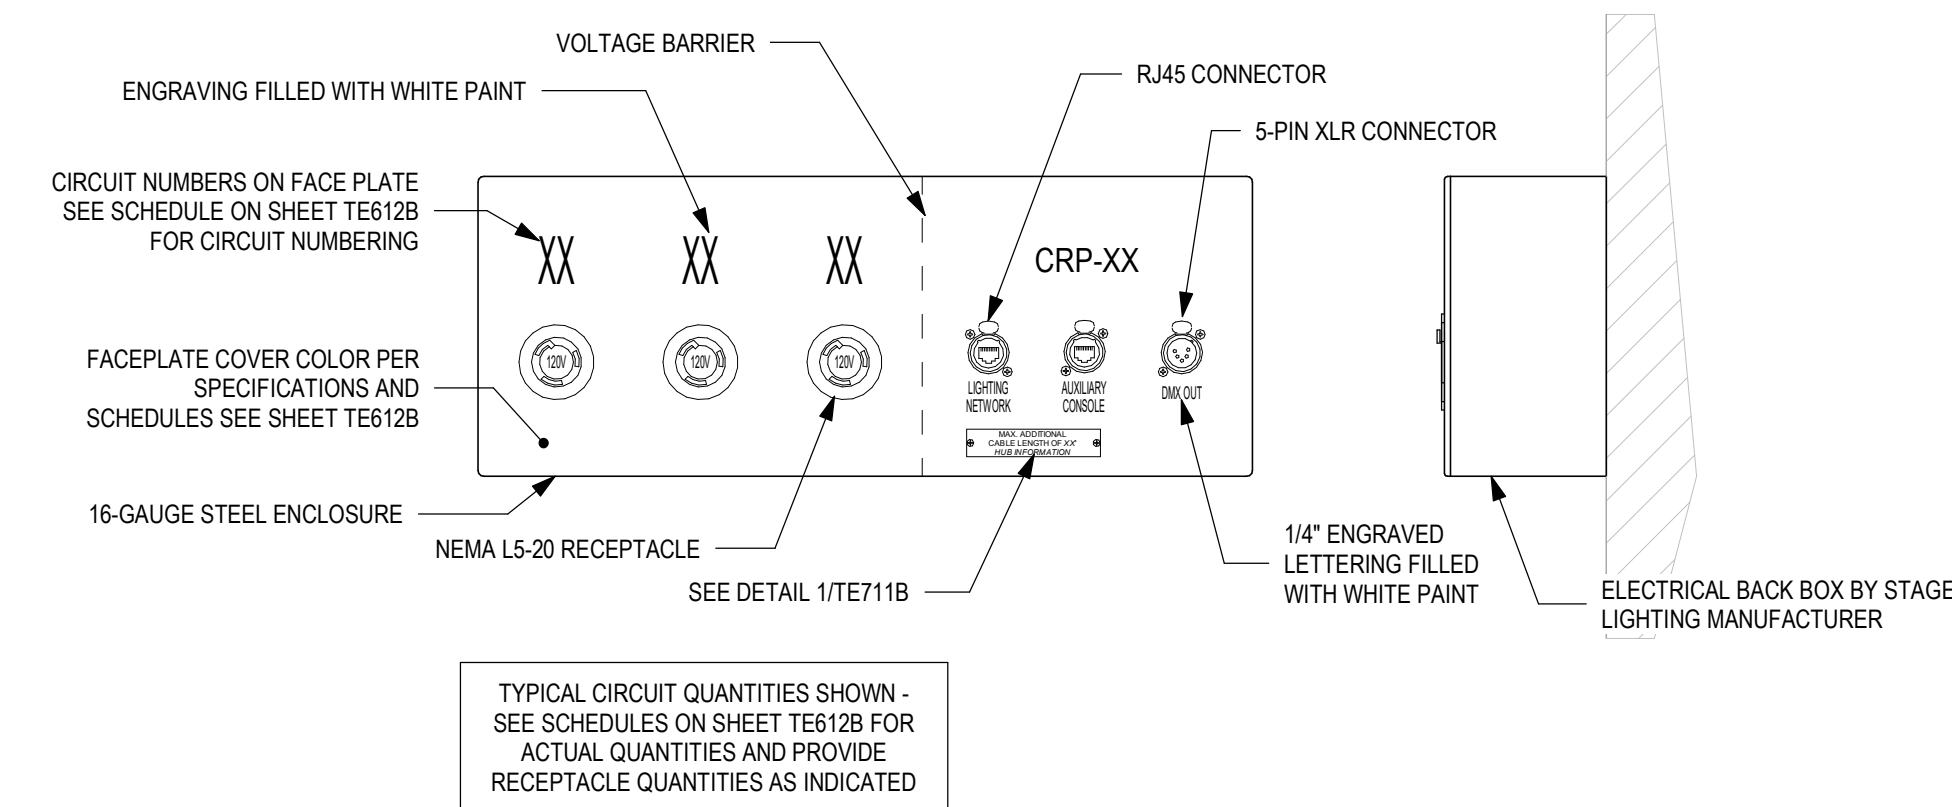 VOLTAGE BARRIER
RJ45 CONNECTOR
ENGRAVING FILLED WITH WHITE PAINT
5-PIN XLR CONNECTOR
CIRCUIT NUMBERS ON FACE PLATE
SEE SCHEDULE ON SHEET TE612B
FOR CIRCUIT NUMBERING
XX XX XX
CRP-XX
FACEPLATE COVER COLOR PER
SPECIFICATIONS AND
SCHEDULES SEE SHEET TE612B
120V 120V 120V
LIGHTING
NETWORK
AUXILIARY
CONSOLE
DMX OUT
MAX. ADDITIONAL
CABLE LENGTH OF XX'
HUB INFORMATION
16-GAUGE STEEL ENCLOSURE
NEMA L5-20 RECEPTACLE
SEE DETAIL 1/TE711B
1/4" ENGRAVED
LETTERING FILLED
WITH WHITE PAINT
ELECTRICAL BACK BOX BY STAGE
LIGHTING MANUFACTURER
TYPICAL CIRCUIT QUANTITIES SHOWN -
SEE SCHEDULES ON SHEET TE612B FOR
ACTUAL QUANTITIES AND PROVIDE
RECEPTACLE QUANTITIES AS INDICATED